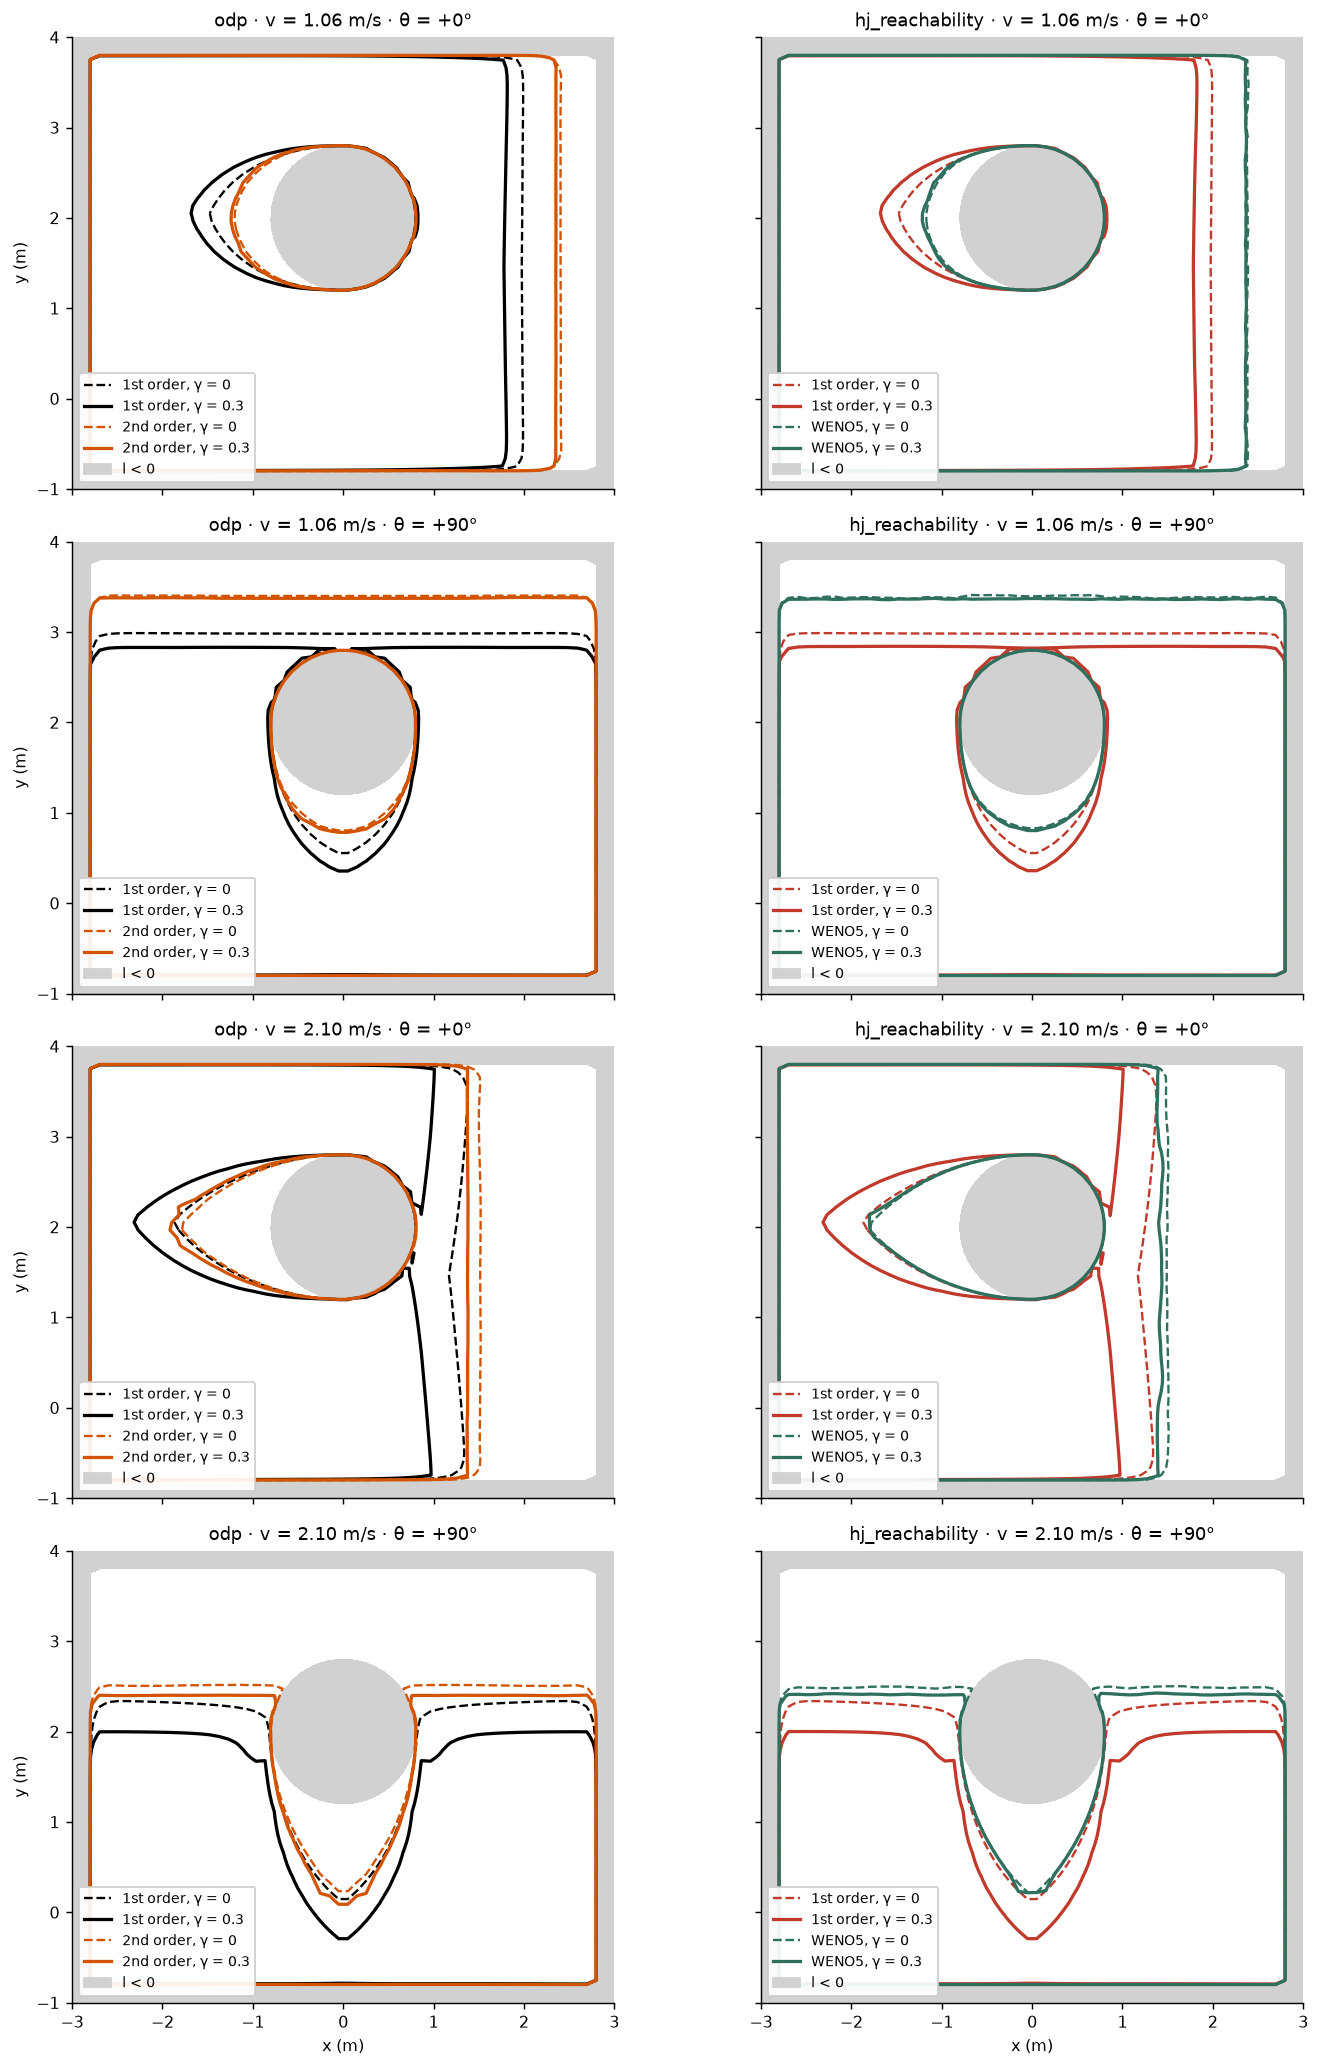 odp · v = 1.06 m/s · θ = +0°
hj_reachability · v = 1.06 m/s · θ = +0°
4
3
2
1
0
−1
y (m)
1st order, γ = 0
1st order, γ = 0.3
2nd order, γ = 0
2nd order, γ = 0.3
l < 0
1st order, γ = 0
1st order, γ = 0.3
WENO5, γ = 0
WENO5, γ = 0.3
l < 0
odp · v = 1.06 m/s · θ = +90°
hj_reachability · v = 1.06 m/s · θ = +90°
4
3
2
1
0
−1
y (m)
1st order, γ = 0
1st order, γ = 0.3
2nd order, γ = 0
2nd order, γ = 0.3
l < 0
1st order, γ = 0
1st order, γ = 0.3
WENO5, γ = 0
WENO5, γ = 0.3
l < 0
odp · v = 2.10 m/s · θ = +0°
hj_reachability · v = 2.10 m/s · θ = +0°
4
3
2
1
0
−1
y (m)
1st order, γ = 0
1st order, γ = 0.3
2nd order, γ = 0
2nd order, γ = 0.3
l < 0
1st order, γ = 0
1st order, γ = 0.3
WENO5, γ = 0
WENO5, γ = 0.3
l < 0
odp · v = 2.10 m/s · θ = +90°
hj_reachability · v = 2.10 m/s · θ = +90°
4
3
2
1
0
−1
y (m)
1st order, γ = 0
1st order, γ = 0.3
2nd order, γ = 0
2nd order, γ = 0.3
l < 0
1st order, γ = 0
1st order, γ = 0.3
WENO5, γ = 0
WENO5, γ = 0.3
l < 0
−3 −2 −1 0 1 2 3
−3 −2 −1 0 1 2 3
x (m)
x (m)